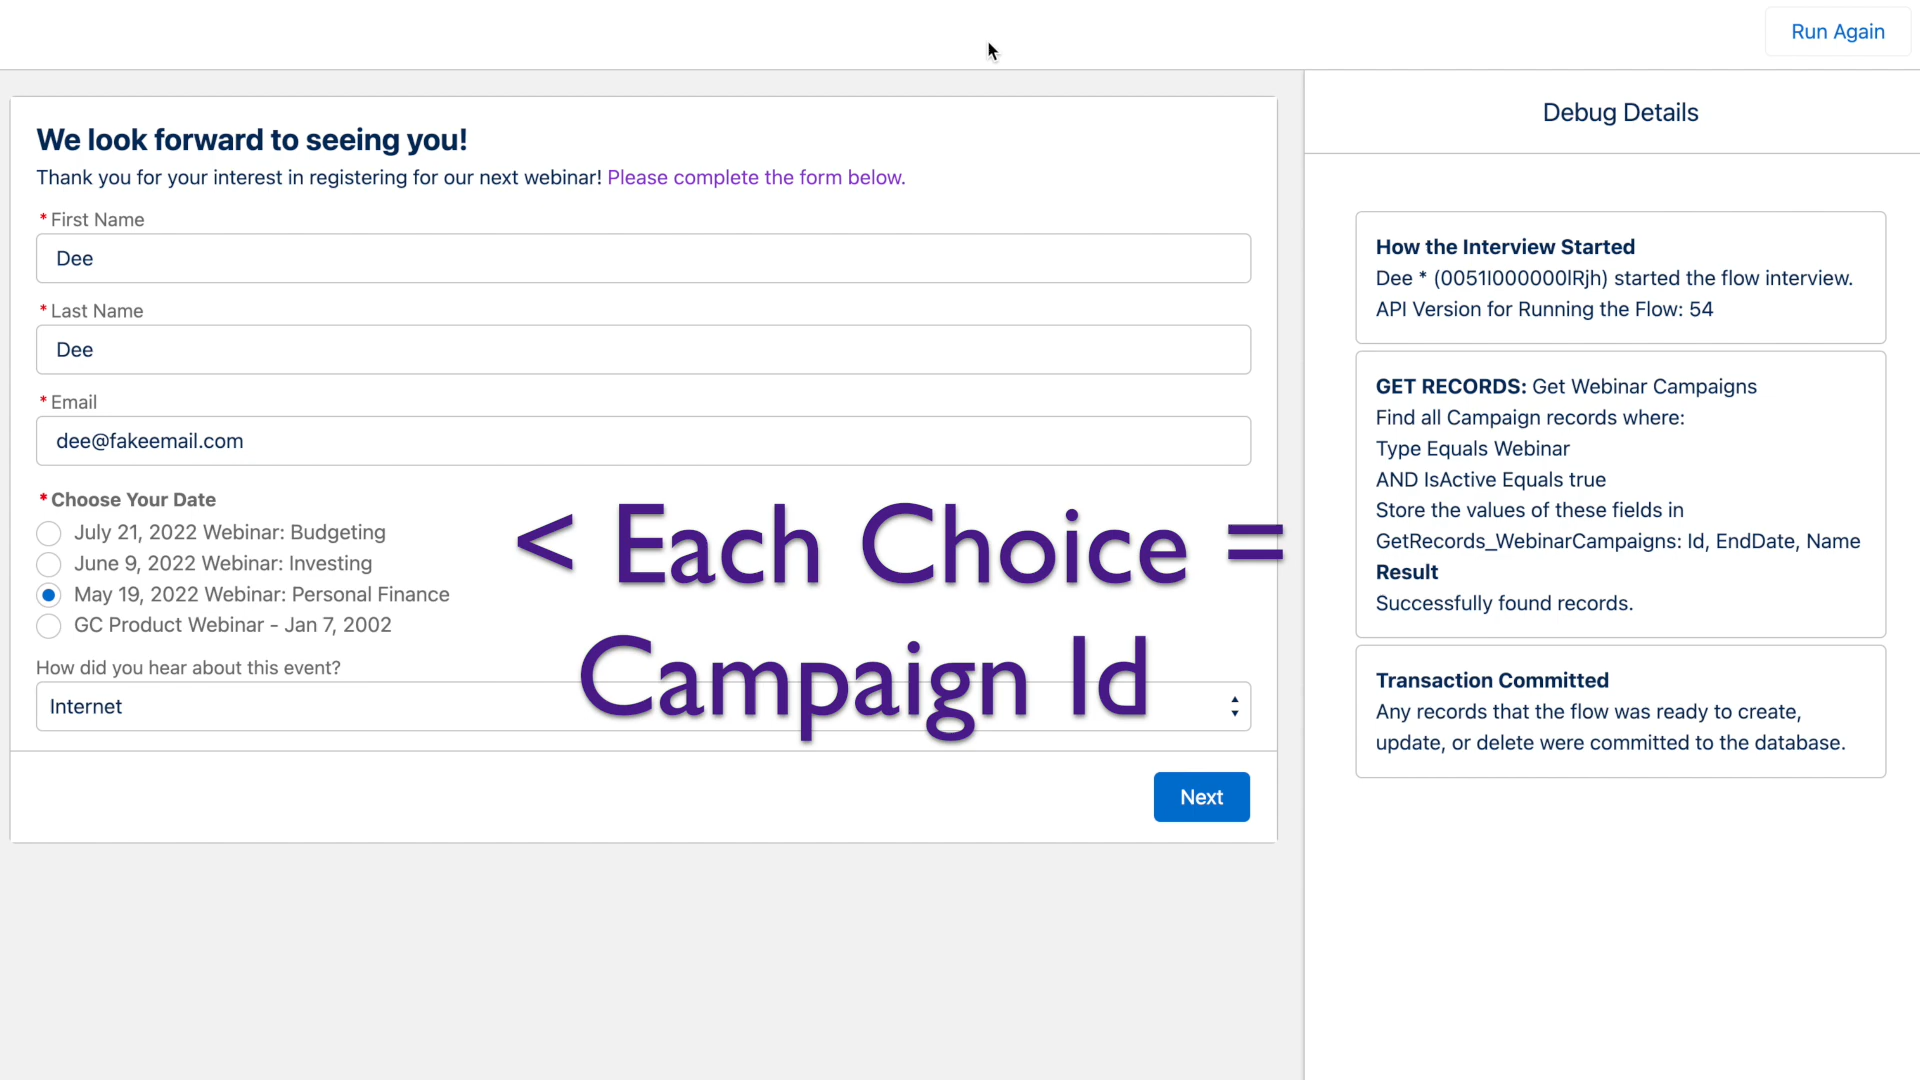 Run Again
We look forward to seeing you!
Thank you for your interest in registering for our next webinar! Please complete the form below.
* First Name
Dee
* Last Name
Dee
* Email
dee@fakeemail.com
* Choose Your Date
July 21, 2022 Webinar: Budgeting
June 9, 2022 Webinar: Investing
May 19, 2022 Webinar: Personal Finance
GC Product Webinar - Jan 7, 2002
< Each Choice =
Campaign Id
How did you hear about this event?
Internet
Next
Debug Details
How the Interview Started
Dee * (0051I000000lRjh) started the flow interview.
API Version for Running the Flow: 54
GET RECORDS: Get Webinar Campaigns
Find all Campaign records where:
Type Equals Webinar
AND IsActive Equals true
Store the values of these fields in
GetRecords_WebinarCampaigns: Id, EndDate, Name
Result
Successfully found records.
Transaction Committed
Any records that the flow was ready to create,
update, or delete were committed to the database.